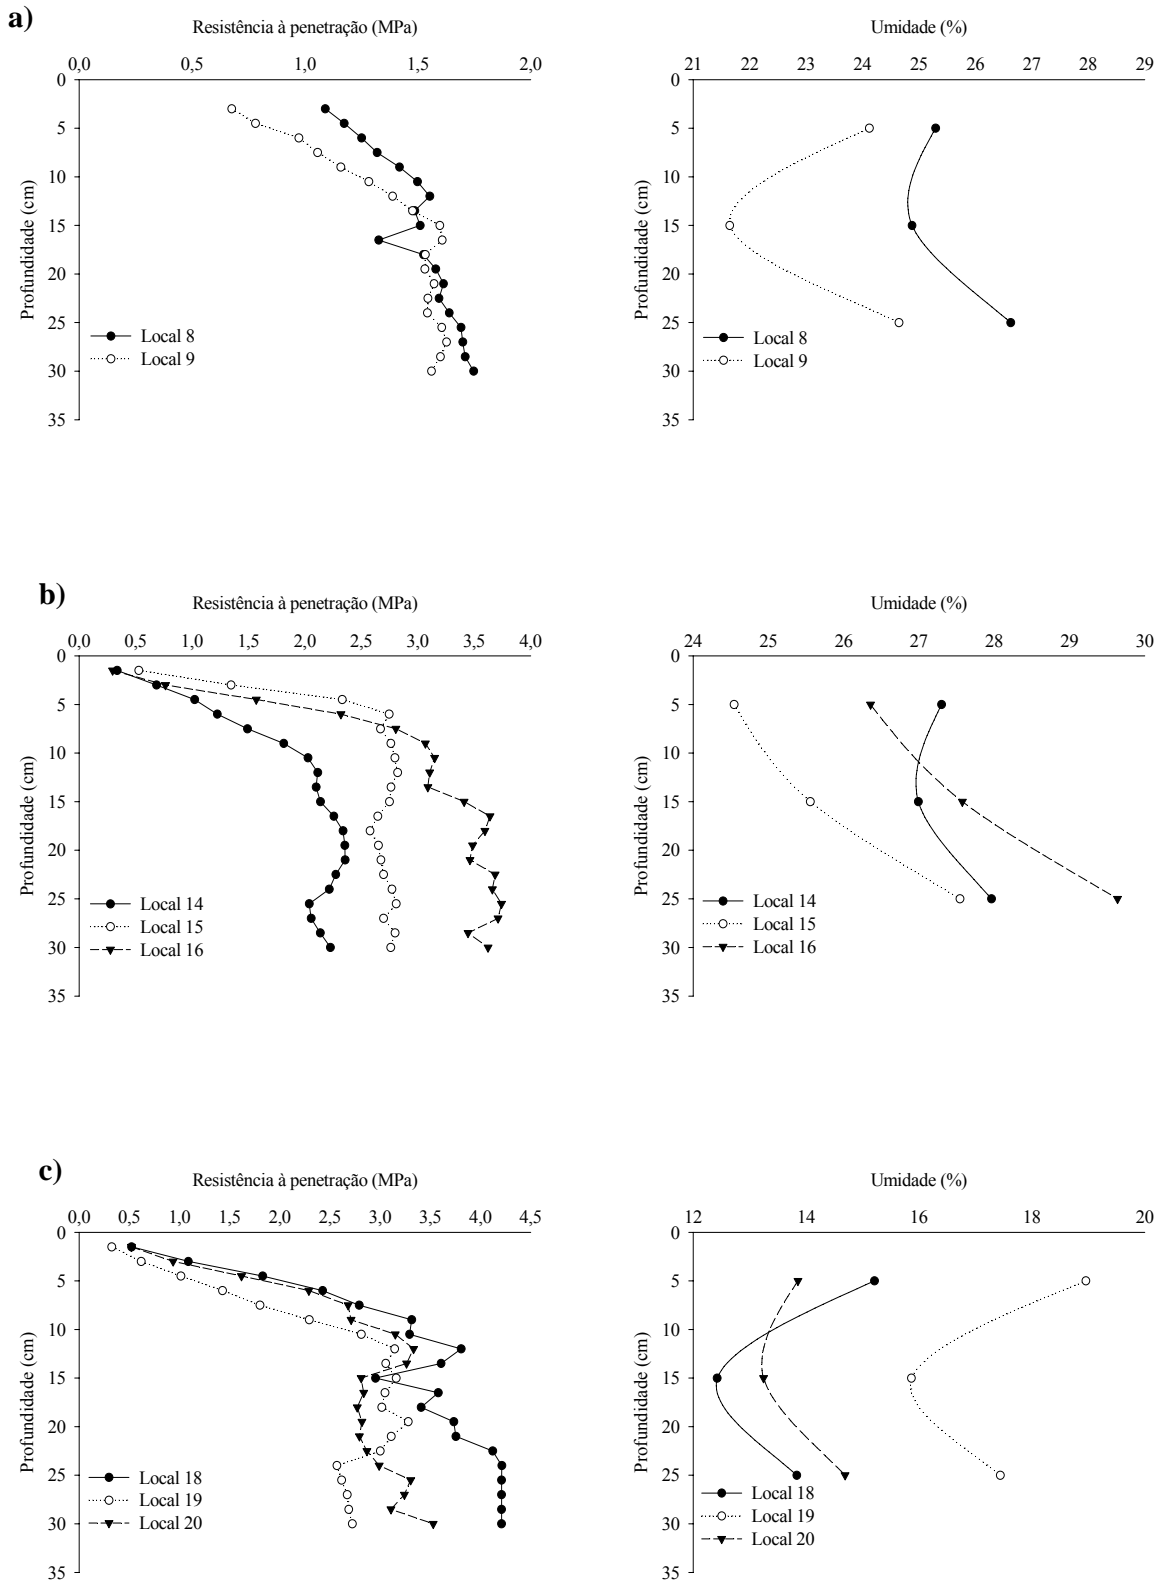 a)
Resistência à penetração (MPa)
0,0 0,5 1,0 1,5 2,0
Profundidade (cm)
0
5
10
15
20
25
30
35
Local 8
Local 9
Umidade (%)
21 22 23 24 25 26 27 28 29
Profundidade (cm)
0
5
10
15
20
25
30
35
Local 8
Local 9
b)
Resistência à penetração (MPa)
0,0 0,5 1,0 1,5 2,0 2,5 3,0 3,5 4,0
Profundidade (cm)
0
5
10
15
20
25
30
35
Local 14
Local 15
Local 16
Umidade (%)
24 25 26 27 28 29 30
Profundidade (cm)
0
5
10
15
20
25
30
35
Local 14
Local 15
Local 16
c)
Resistência à penetração (MPa)
0,0 0,5 1,0 1,5 2,0 2,5 3,0 3,5 4,0 4,5
Profundidade (cm)
0
5
10
15
20
25
30
35
Local 18
Local 19
Local 20
Umidade (%)
12 14 16 18 20
Profundidade (cm)
0
5
10
15
20
25
30
35
Local 18
Local 19
Local 20